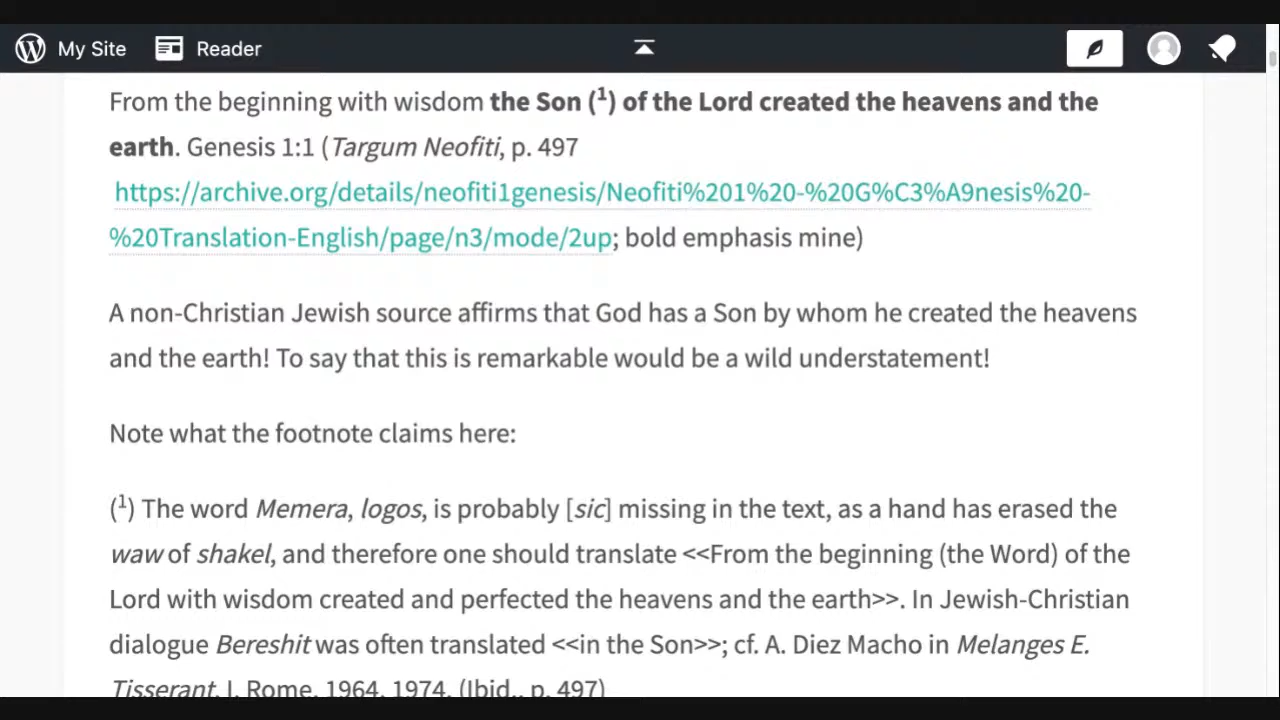 My Site Reader
From the beginning with wisdom the Son (¹) of the Lord created the heavens and the
earth. Genesis 1:1 (Targum Neofiti, p. 497
https://archive.org/details/neofiti1genesis/Neofiti%201%20-%20G%C3%A9nesis%20-
%20Translation-English/page/n3/mode/2up; bold emphasis mine)
A non-Christian Jewish source affirms that God has a Son by whom he created the heavens
and the earth! To say that this is remarkable would be a wild understatement!
Note what the footnote claims here:
(¹) The word Memera, logos, is probably [sic] missing in the text, as a hand has erased the
waw of shakel, and therefore one should translate <<From the beginning (the Word) of the
Lord with wisdom created and perfected the heavens and the earth>>. In Jewish-Christian
dialogue Bereshit was often translated <<in the Son>>; cf. A. Diez Macho in Melanges E.
Tisserant, I. Rome, 1964, 1974. (Ibid., p. 497)